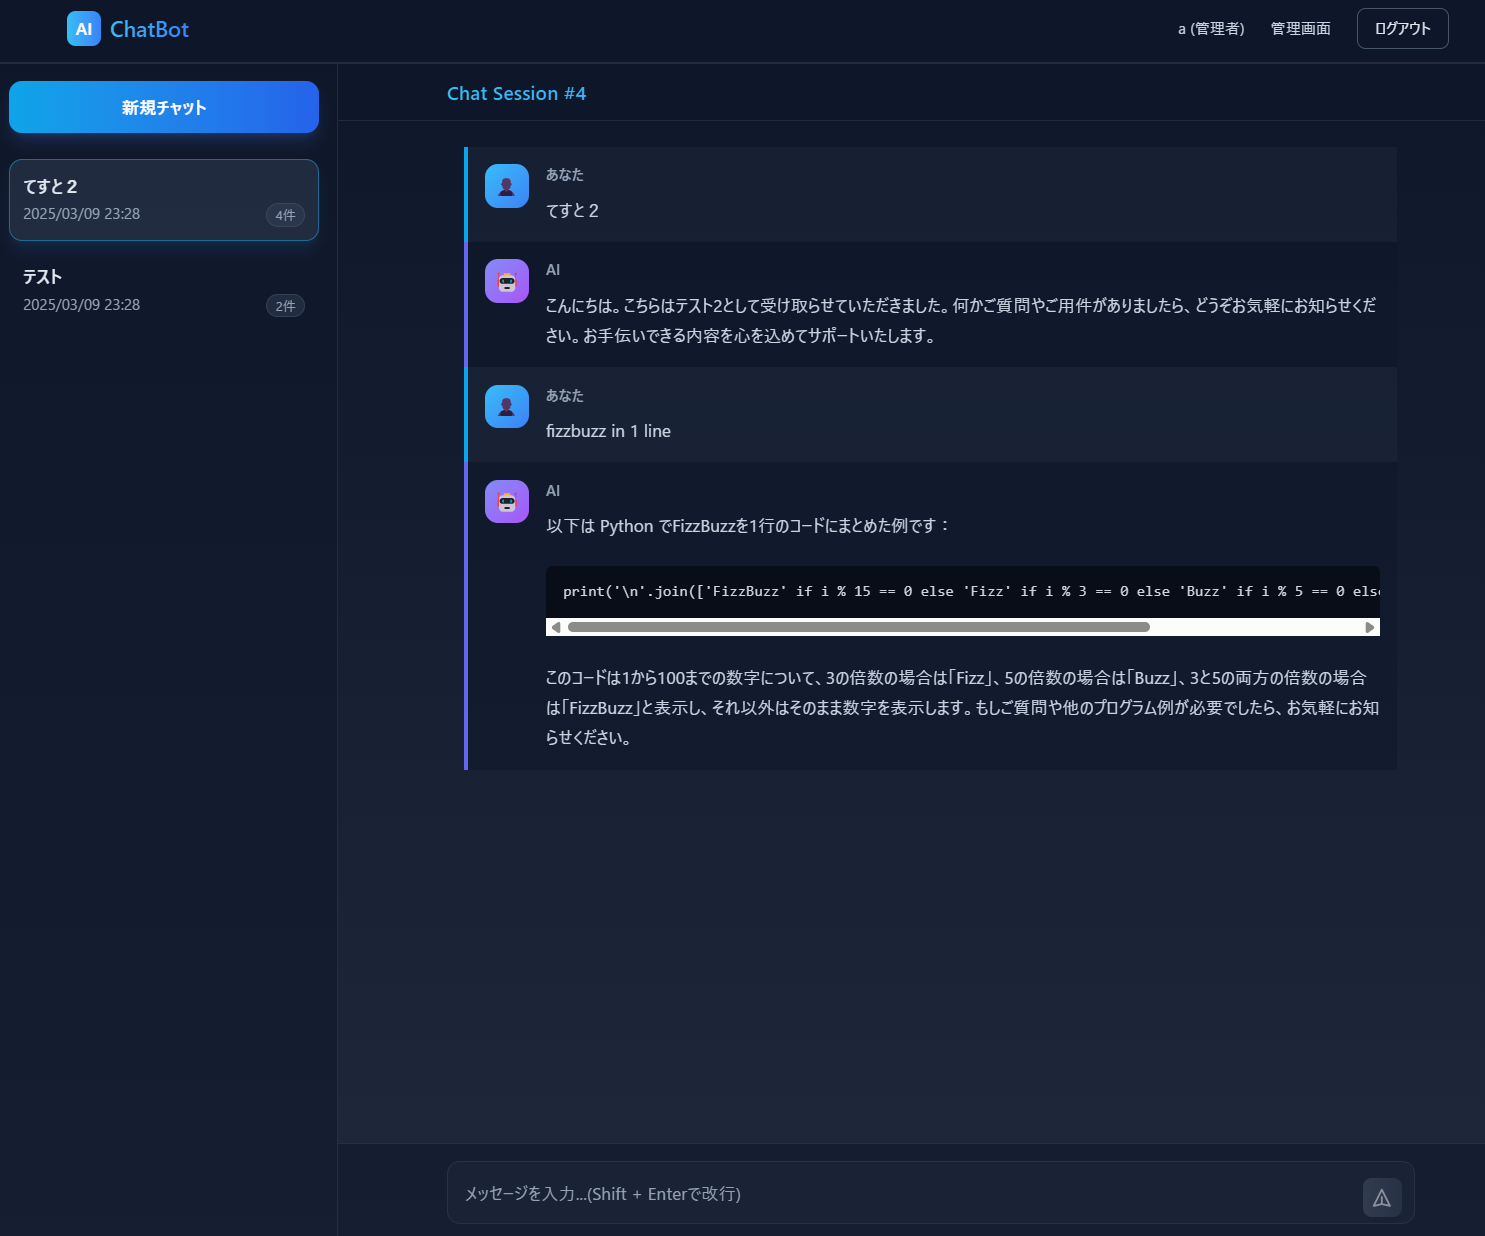 AI ChatBot
a (管理者) 管理画面 ログアウト
新規チャット
てすと２
2025/03/09 23:28 4件
テスト
2025/03/09 23:28 2件
Chat Session #4
あなた
てすと２
AI
こんにちは。こちらはテスト2として受け取らせていただきました。何かご質問やご用件がありましたら、どうぞお気軽にお知らせくだ
さい。お手伝いできる内容を心を込めてサポートいたします。
あなた
fizzbuzz in 1 line
AI
以下は Python でFizzBuzzを1行のコードにまとめた例です：
print('\n'.join(['FizzBuzz' if i % 15 == 0 else 'Fizz' if i % 3 == 0 else 'Buzz' if i % 5 == 0 els
このコードは1から100までの数字について、3の倍数の場合は「Fizz」、5の倍数の場合は「Buzz」、3と5の両方の倍数の場合
は「FizzBuzz」と表示し、それ以外はそのまま数字を表示します。もしご質問や他のプログラム例が必要でしたら、お気軽にお知
らせください。
メッセージを入力...(Shift + Enterで改行)